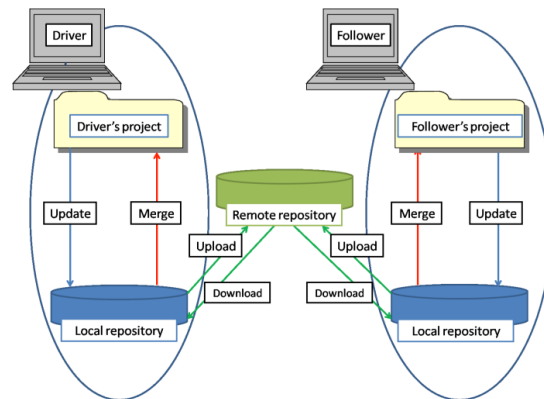 Driver
Follower
Driver's project
Follower's project
Update
Merge
Remote repository
Merge
Update
Upload
Upload
Download
Download
Local repository
Local repository